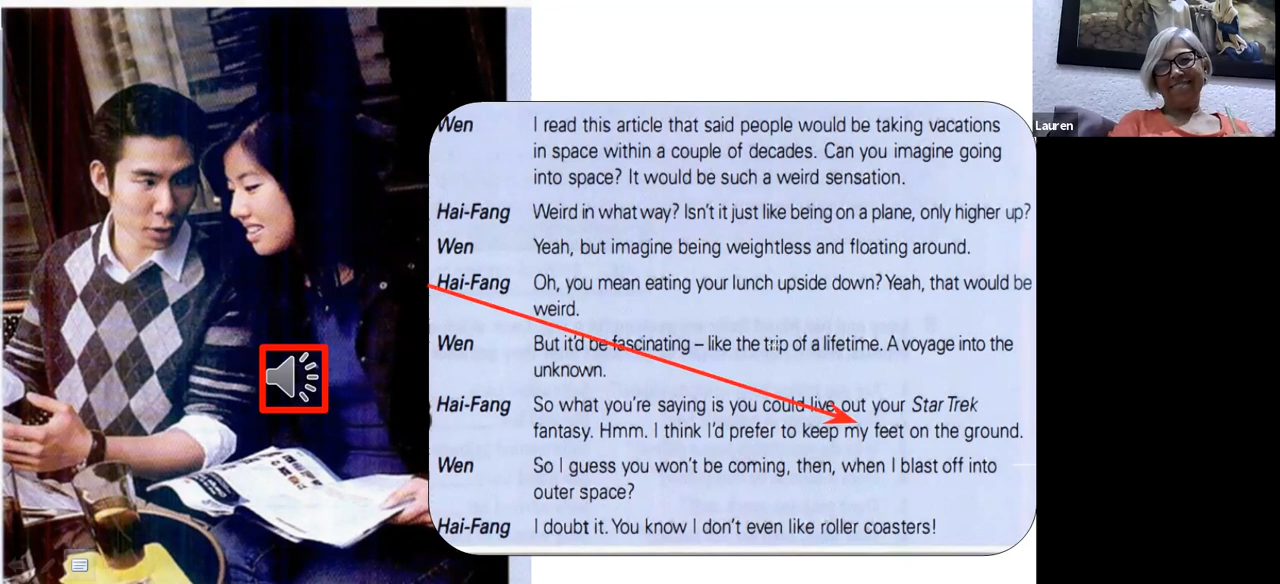 Lauren
Wen I read this article that said people would be taking vacations
in space within a couple of decades. Can you imagine going
into space? It would be such a weird sensation.
Hai-Fang Weird in what way? Isn't it just like being on a plane, only higher up?
Wen Yeah, but imagine being weightless and floating around.
Hai-Fang Oh, you mean eating your lunch upside down? Yeah, that would be
weird.
Wen But it'd be fascinating – like the trip of a lifetime. A voyage into the
unknown.
Hai-Fang So what you're saying is you could live out your Star Trek
fantasy. Hmm. I think I'd prefer to keep my feet on the ground.
Wen So I guess you won't be coming, then, when I blast off into
outer space?
Hai-Fang I doubt it. You know I don't even like roller coasters!